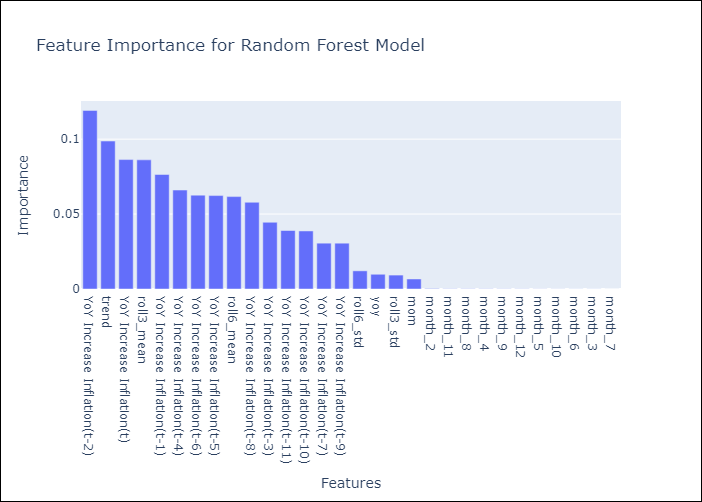 Feature Importance for Random Forest Model
Importance
0.1
0.05
0
YoY Increase Inflation(t-2)
trend
YoY Increase Inflation(t)
roll3_mean
YoY Increase Inflation(t-1)
YoY Increase Inflation(t-4)
YoY Increase Inflation(t-6)
YoY Increase Inflation(t-5)
roll6_mean
YoY Increase Inflation(t-8)
YoY Increase Inflation(t-3)
YoY Increase Inflation(t-11)
YoY Increase Inflation(t-10)
YoY Increase Inflation(t-7)
YoY Increase Inflation(t-9)
roll6_std
yoy
roll3_std
mom
month_2
month_11
month_8
month_4
month_9
month_12
month_5
month_10
month_6
month_3
month_7
Features